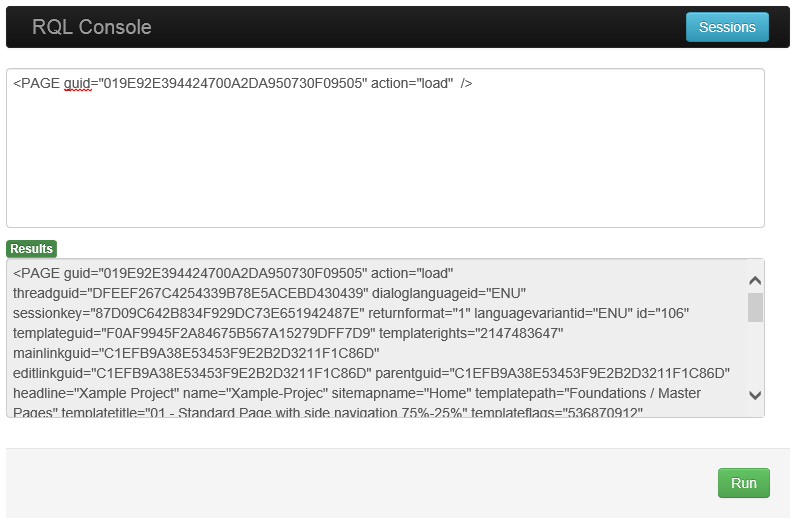 RQL Console
Sessions
<PAGE guid="019E92E394424700A2DA950730F09505" action="load"  />
Results
<PAGE guid="019E92E394424700A2DA950730F09505" action="load"
threadguid="DFEEF267C4254339B78E5ACEBD430439" dialoglanguageid="ENU"
sessionkey="87D09C642B834F929DC73E651942487E" returnformat="1" languagevariantid="ENU" id="106"
templateguid="F0AF9945F2A84675B567A15279DFF7D9" templaterights="2147483647"
mainlinkguid="C1EFB9A38E53453F9E2B2D3211F1C86D"
editlinkguid="C1EFB9A38E53453F9E2B2D3211F1C86D" parentguid="C1EFB9A38E53453F9E2B2D3211F1C86D"
headline="Xample Project" name="Xample-Projec" sitemapname="Home" templatepath="Foundations / Master
Pages" templatetitle="01 - Standard Page with side navigation 75%-25%" templateflags="536870912"
Run